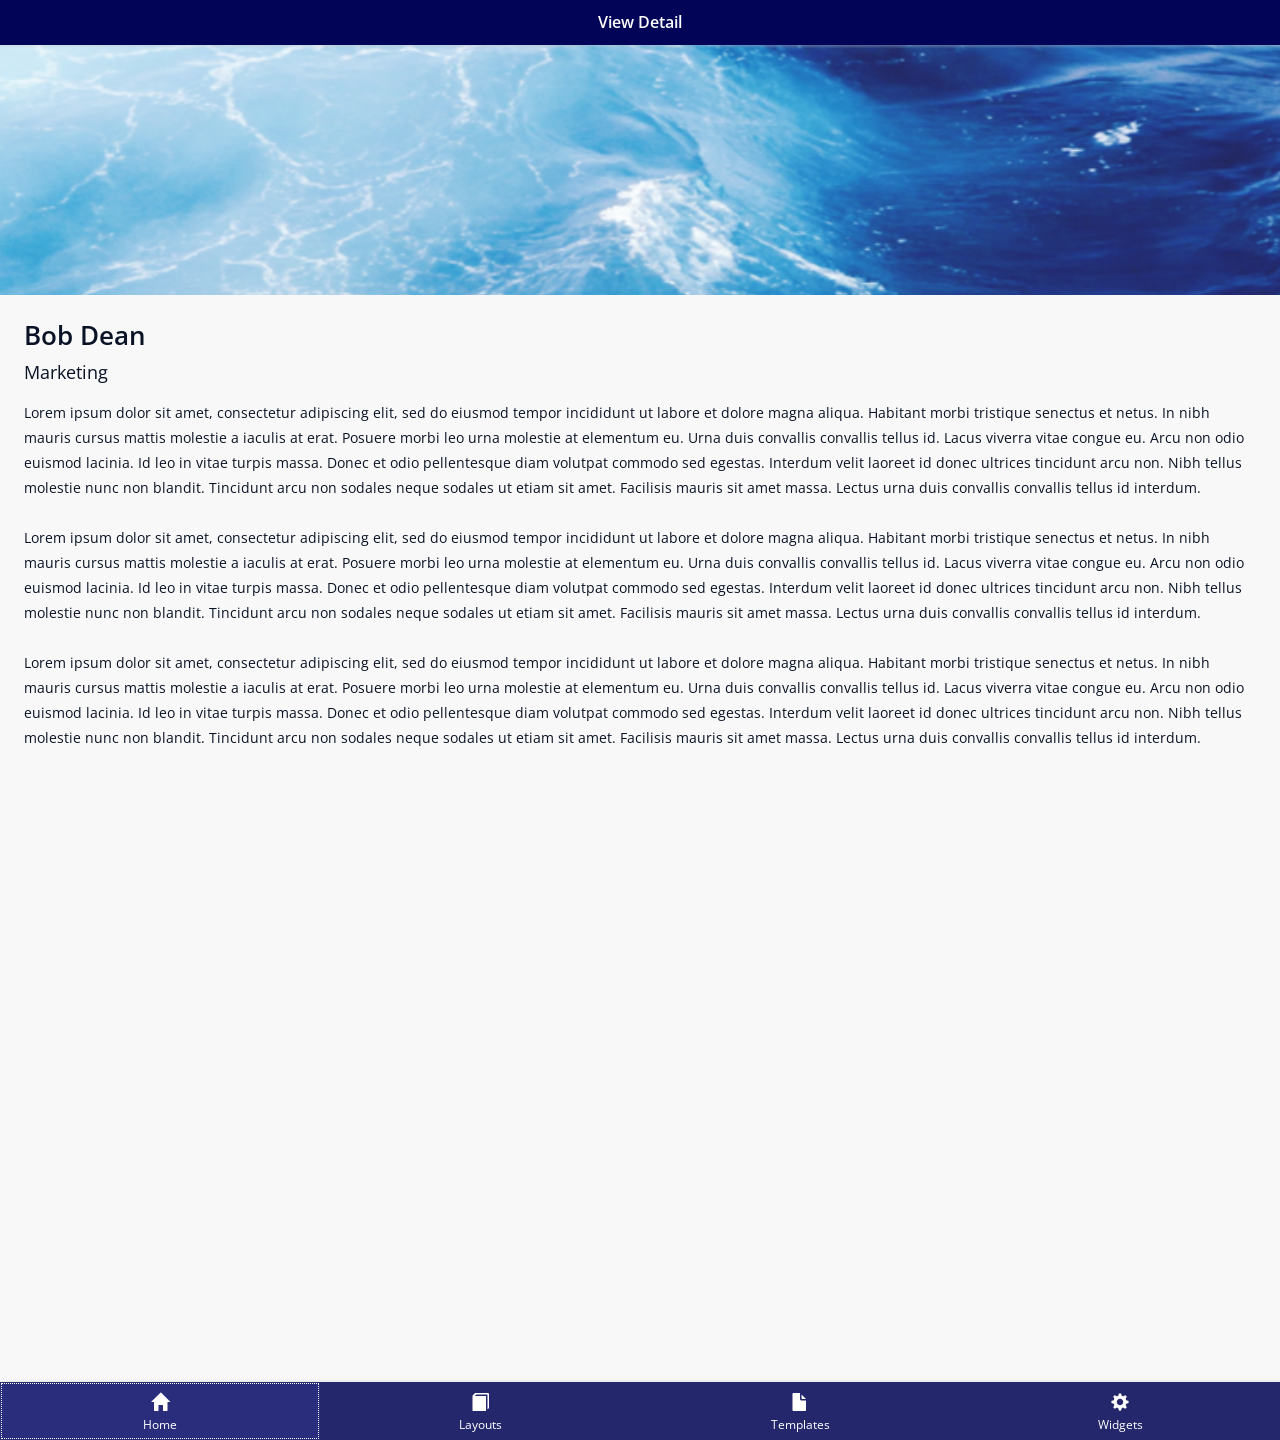 View Detail
Bob Dean
Marketing
Lorem ipsum dolor sit amet, consectetur adipiscing elit, sed do eiusmod tempor incididunt ut labore et dolore magna aliqua. Habitant morbi tristique senectus et netus. In nibh
mauris cursus mattis molestie a iaculis at erat. Posuere morbi leo urna molestie at elementum eu. Urna duis convallis convallis tellus id. Lacus viverra vitae congue eu. Arcu non odio
euismod lacinia. Id leo in vitae turpis massa. Donec et odio pellentesque diam volutpat commodo sed egestas. Interdum velit laoreet id donec ultrices tincidunt arcu non. Nibh tellus
molestie nunc non blandit. Tincidunt arcu non sodales neque sodales ut etiam sit amet. Facilisis mauris sit amet massa. Lectus urna duis convallis convallis tellus id interdum.
Lorem ipsum dolor sit amet, consectetur adipiscing elit, sed do eiusmod tempor incididunt ut labore et dolore magna aliqua. Habitant morbi tristique senectus et netus. In nibh
mauris cursus mattis molestie a iaculis at erat. Posuere morbi leo urna molestie at elementum eu. Urna duis convallis convallis tellus id. Lacus viverra vitae congue eu. Arcu non odio
euismod lacinia. Id leo in vitae turpis massa. Donec et odio pellentesque diam volutpat commodo sed egestas. Interdum velit laoreet id donec ultrices tincidunt arcu non. Nibh tellus
molestie nunc non blandit. Tincidunt arcu non sodales neque sodales ut etiam sit amet. Facilisis mauris sit amet massa. Lectus urna duis convallis convallis tellus id interdum.
Lorem ipsum dolor sit amet, consectetur adipiscing elit, sed do eiusmod tempor incididunt ut labore et dolore magna aliqua. Habitant morbi tristique senectus et netus. In nibh
mauris cursus mattis molestie a iaculis at erat. Posuere morbi leo urna molestie at elementum eu. Urna duis convallis convallis tellus id. Lacus viverra vitae congue eu. Arcu non odio
euismod lacinia. Id leo in vitae turpis massa. Donec et odio pellentesque diam volutpat commodo sed egestas. Interdum velit laoreet id donec ultrices tincidunt arcu non. Nibh tellus
molestie nunc non blandit. Tincidunt arcu non sodales neque sodales ut etiam sit amet. Facilisis mauris sit amet massa. Lectus urna duis convallis convallis tellus id interdum.
Home
Layouts
Templates
Widgets